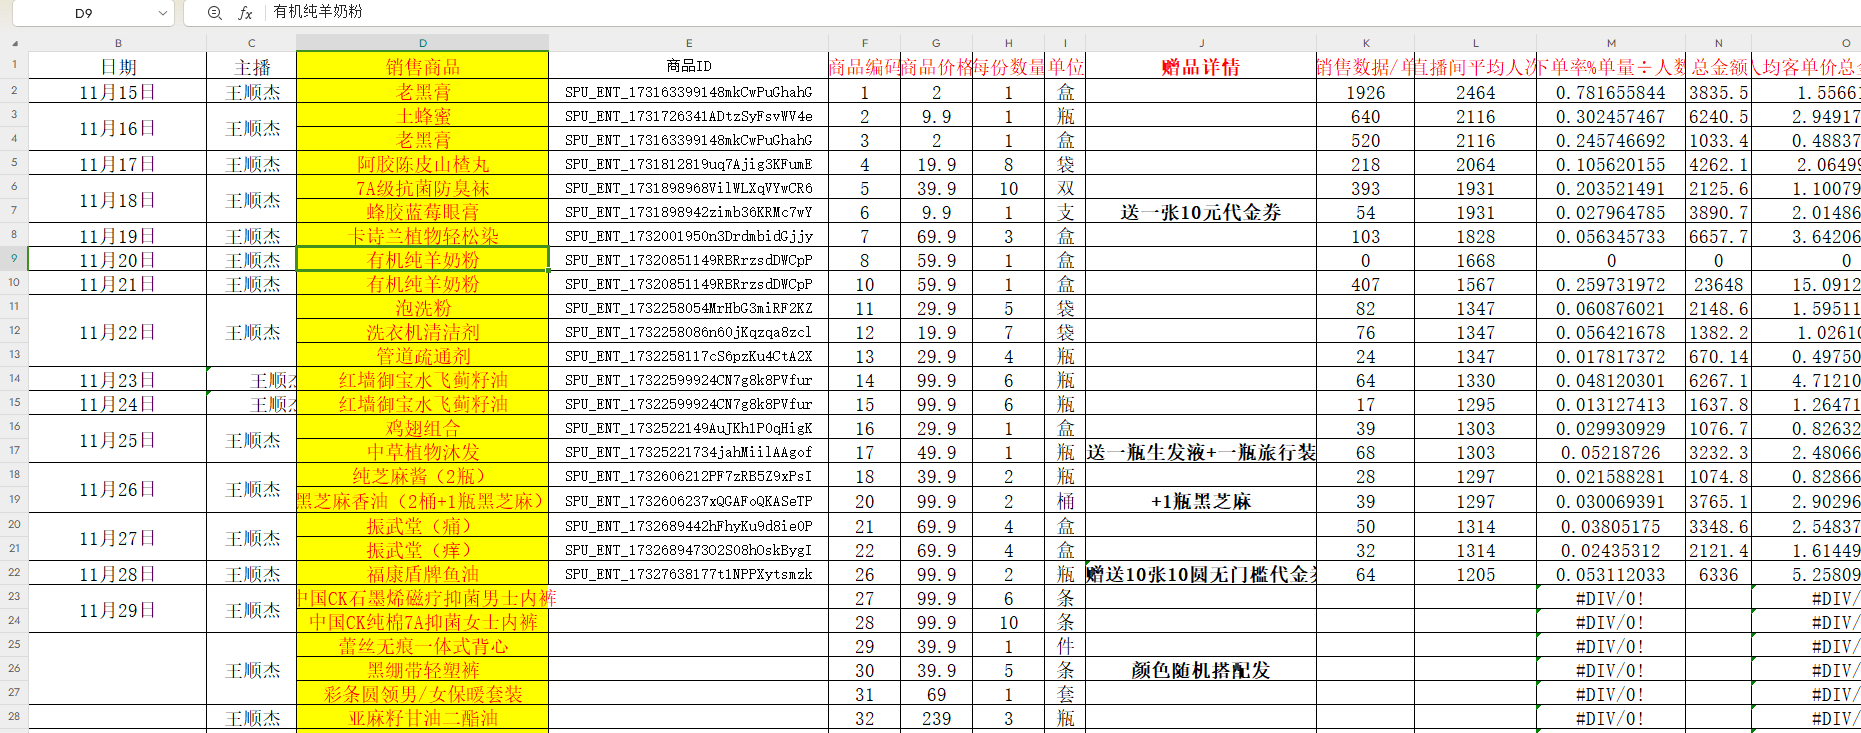 D9 fx 有机纯羊奶粉
B C D E F G H I J K L M N O
1 日期 主播 销售商品 商品ID 商品编码 商品价格 每份数量 单位 赠品详情 销售数据/单 直播间平均人次 下单率%单量÷人数 总金额 人均客单价总金
2 11月15日 王顺杰 老黑膏 SPU_ENT_173163399148mkCwPuGhahG 1 2 1 盒 1926 2464 0.781655844 3835.5 1.5566
3 11月16日 王顺杰 土蜂蜜 SPU_ENT_1731726341ADtzSyFsvWV4e 2 9.9 1 瓶 640 2116 0.302457467 6240.5 2.94917
4 老黑膏 SPU_ENT_173163399148mkCwPuGhahG 3 2 1 盒 520 2116 0.245746692 1033.4 0.48837
5 11月17日 王顺杰 阿胶陈皮山楂丸 SPU_ENT_1731812819uq7Ajig3KFumE 4 19.9 8 袋 218 2064 0.105620155 4262.1 2.0649
6 11月18日 王顺杰 7A级抗菌防臭袜 SPU_ENT_1731898968VilWLXqVYwCR6 5 39.9 10 双 393 1931 0.203521491 2125.6 1.10079
7 蜂胶蓝莓眼膏 SPU_ENT_1731898942zimb36KRMc7wY 6 9.9 1 支 送一张10元代金券 54 1931 0.027964785 3890.7 2.01486
8 11月19日 王顺杰 卡诗兰植物轻松染 SPU_ENT_1732001950n3DrdmbidGjjy 7 69.9 3 盒 103 1828 0.056345733 6657.7 3.64206
9 11月20日 王顺杰 有机纯羊奶粉 SPU_ENT_17320851149RBRrzsdDWCpP 8 59.9 1 盒 0 1668 0 0 0
10 11月21日 王顺杰 有机纯羊奶粉 SPU_ENT_17320851149RBRrzsdDWCpP 10 59.9 1 盒 407 1567 0.259731972 23648 15.0912
11 11月22日 王顺杰 泡洗粉 SPU_ENT_1732258054MrHbG3miRF2KZ 11 29.9 5 袋 82 1347 0.060876021 2148.6 1.59511
12 洗衣机清洁剂 SPU_ENT_1732258086n60jKqzqa8zcl 12 19.9 7 袋 76 1347 0.056421678 1382.2 1.0261
13 管道疏通剂 SPU_ENT_1732258117cS6pzKu4CtA2X 13 29.9 4 瓶 24 1347 0.017817372 670.14 0.49750
14 11月23日 王顺杰 红墙御宝水飞蓟籽油 SPU_ENT_17322599924CN7g8k8PVfur 14 99.9 6 瓶 64 1330 0.048120301 6267.1 4.71210
15 11月24日 王顺杰 红墙御宝水飞蓟籽油 SPU_ENT_17322599924CN7g8k8PVfur 15 99.9 6 瓶 17 1295 0.013127413 1637.8 1.26471
16 11月25日 王顺杰 鸡翅组合 SPU_ENT_1732522149AuJKh1P0qHigK 16 29.9 1 盒 39 1303 0.029930929 1076.7 0.82632
17 中草植物沐发 SPU_ENT_17325221734jahMiilAAgof 17 49.9 1 瓶 送一瓶生发液+一瓶旅行装 68 1303 0.05218726 3232.3 2.48066
18 11月26日 王顺杰 纯芝麻酱（2瓶） SPU_ENT_1732606212PF7zRB5Z9xPsI 18 39.9 2 瓶 28 1297 0.021588281 1074.8 0.82866
19 黑芝麻香油（2桶+1瓶黑芝麻） SPU_ENT_1732606237xQGAFoQKASeTP 20 99.9 2 桶 +1瓶黑芝麻 39 1297 0.030069391 3765.1 2.90296
20 11月27日 王顺杰 振武堂（痛） SPU_ENT_1732689442hFhyKu9d8ie0P 21 69.9 4 盒 50 1314 0.03805175 3348.6 2.54837
21 振武堂（痒） SPU_ENT_1732689473O2S08hOskBygI 22 69.9 4 盒 32 1314 0.02435312 2121.4 1.61449
22 11月28日 王顺杰 福康盾牌鱼油 SPU_ENT_17327638177t1NPPXytsmzk 26 99.9 2 瓶 赠送10张10圆无门槛代金券 64 1205 0.053112033 6336 5.25809
23 11月29日 王顺杰 中国CK石墨烯磁疗抑菌男士内裤 27 99.9 6 条 #DIV/0! #DIV/
24 中国CK纯棉7A抑菌女士内裤 28 99.9 10 条 #DIV/0! #DIV/
25 蕾丝无痕一体式背心 29 39.9 1 件 #DIV/0! #DIV/
26 王顺杰 黑绷带轻塑裤 30 39.9 5 条 颜色随机搭配发 #DIV/0! #DIV/
27 彩条圆领男/女保暖套装 31 69 1 套 #DIV/0! #DIV/
28 王顺杰 亚麻籽甘油二酯油 32 239 3 瓶 #DIV/0! #DIV/